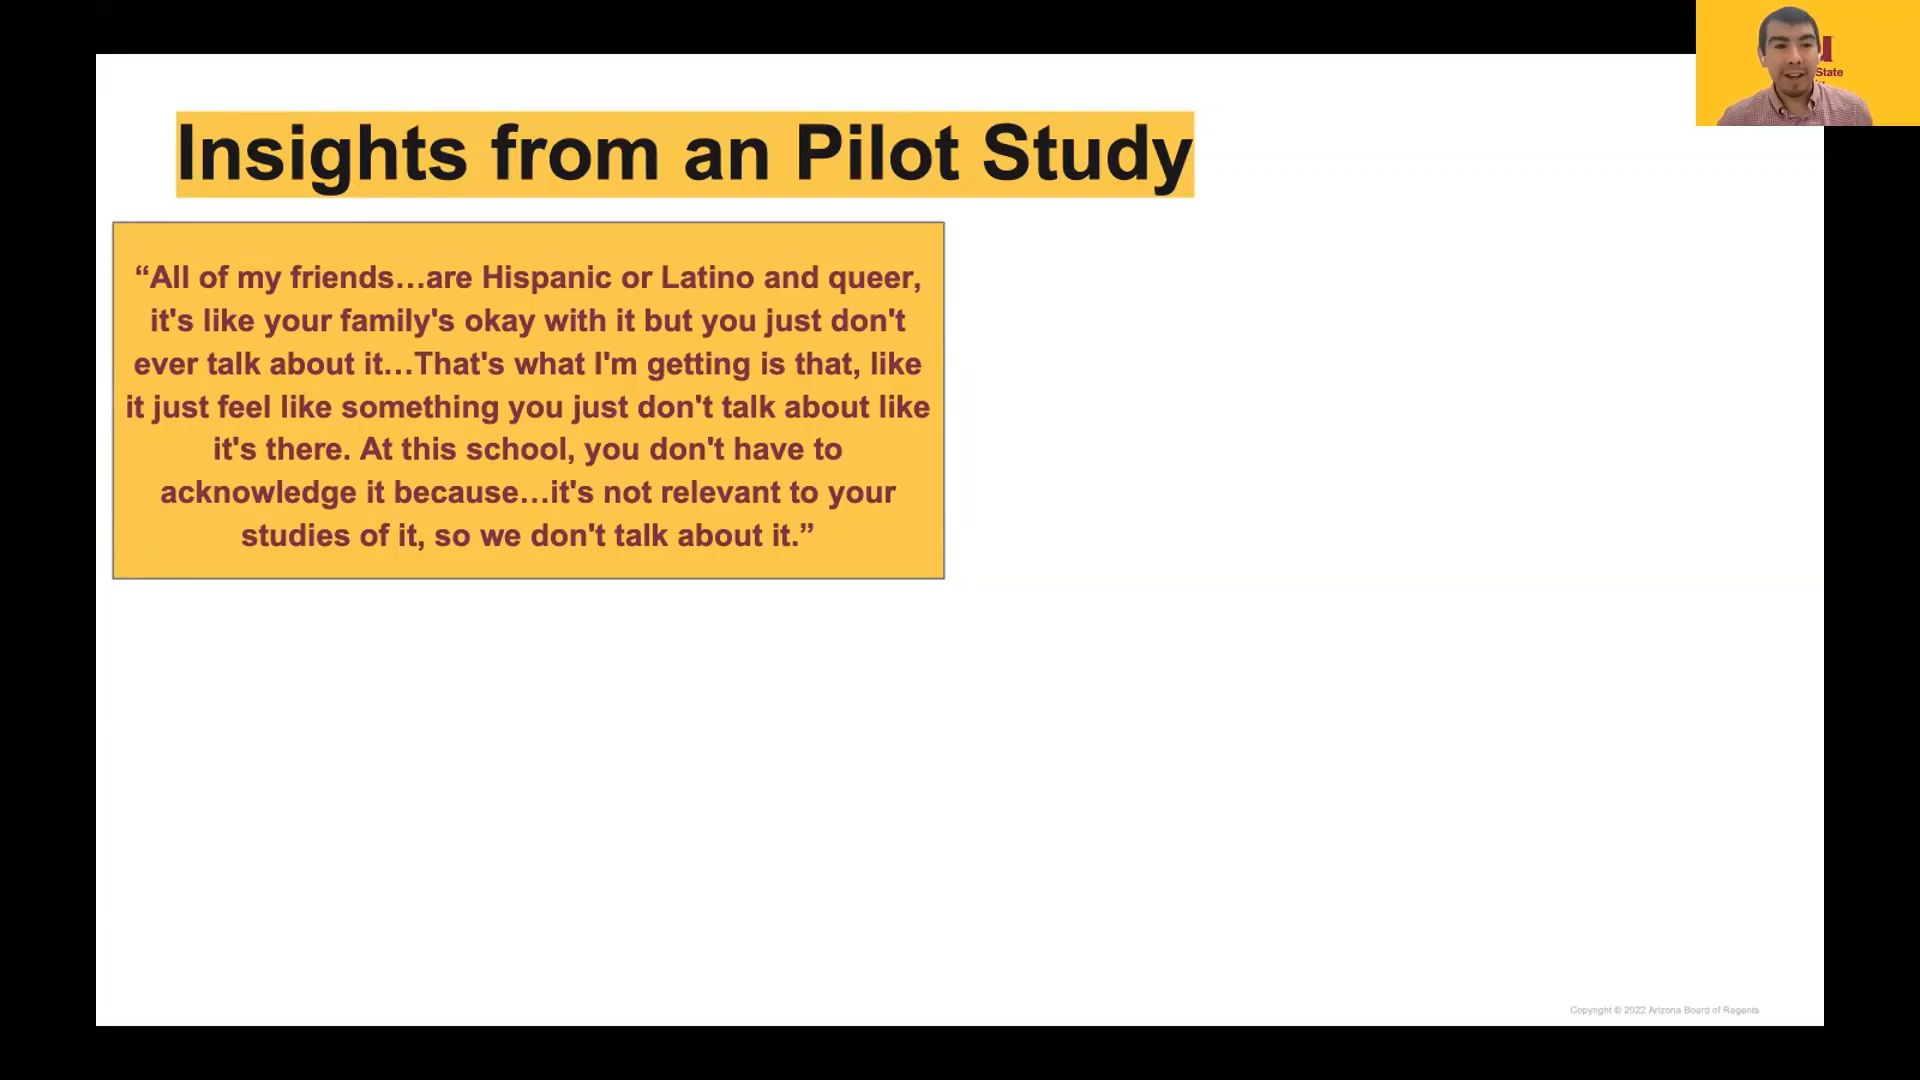 State
Insights from an Pilot Study
“All of my friends…are Hispanic or Latino and queer,
it's like your family's okay with it but you just don't
ever talk about it…That's what I'm getting is that, like
it just feel like something you just don't talk about like
it's there. At this school, you don't have to
acknowledge it because…it's not relevant to your
studies of it, so we don't talk about it.”
Copyright © 2022 Arizona Board of Regents